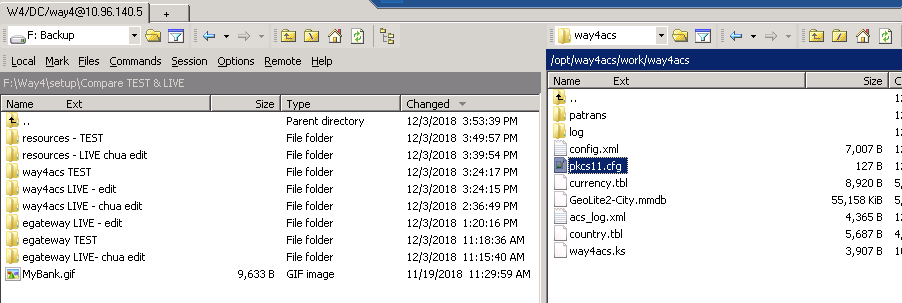 W4/DC/way4@10.96.140.5 +
F: Backup
way4acs
Local Mark Files Commands Session Options Remote Help
/opt/way4acs/work/way4acs
F:\Way4\setup\Compare TEST & LIVE
Name Ext Size Type Changed
Name Ext Size
.. Parent directory 12/3/2018 3:53:39 PM
resources - TEST File folder 12/3/2018 3:49:57 PM
resources - LIVE chua edit File folder 12/3/2018 3:39:54 PM
way4acs TEST File folder 12/3/2018 3:24:17 PM
way4acs LIVE - edit File folder 12/3/2018 3:24:15 PM
way4acs LIVE - chua edit File folder 12/3/2018 2:36:49 PM
egateway LIVE - edit File folder 12/3/2018 1:20:16 PM
egateway TEST File folder 12/3/2018 11:18:36 AM
egateway LIVE- chua edit File folder 12/3/2018 11:15:40 AM
MyBank.gif 9,633 B GIF image 11/19/2018 11:29:59 AM
..
patrans
log
config.xml 7,007 B
pkcs11.cfg 127 B
currency.tbl 8,920 B
GeoLite2-City.mmdb 55,158 KiB
acs_log.xml 4,365 B
country.tbl 5,687 B
way4acs.ks 3,907 B